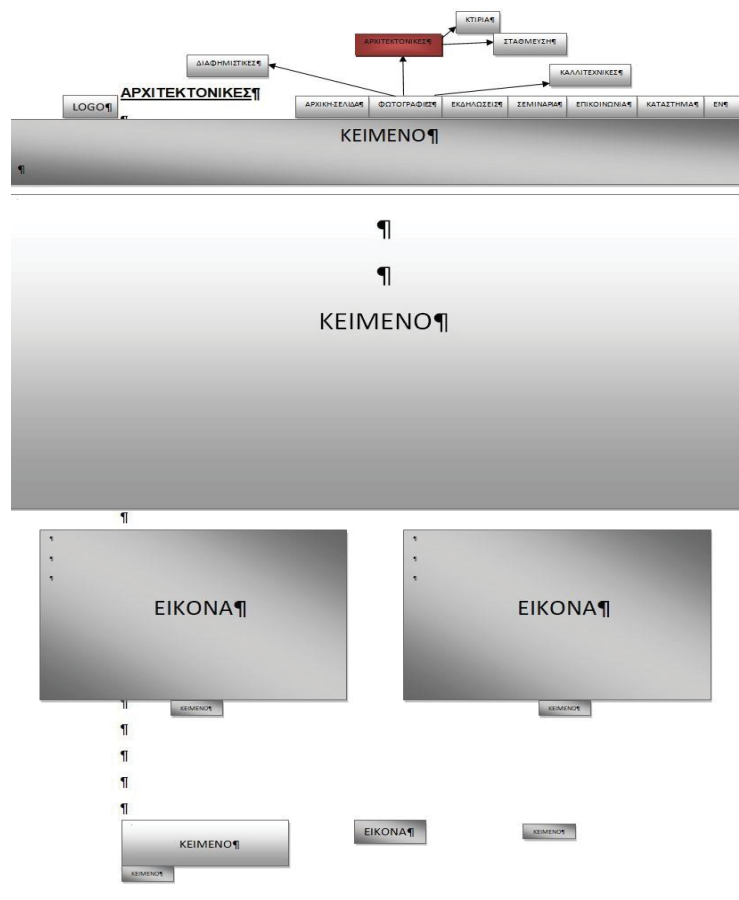 ΚΤΙΡΙΑ¶
ΑΡΧΙΤΕΚΤΟΝΙΚΕΣ¶
ΣΤΑΘΜΕΥΣΗ¶
ΔΙΑΦΗΜΙΣΤΙΚΕΣ¶
ΚΑΛΛΙΤΕΧΝΙΚΕΣ¶
ΑΡΧΙΤΕΚΤΟΝΙΚΕΣ¶
LOGO¶
¶
ΑΡΧΙΚΗ·ΣΕΛΙΔΑ¶ ΦΩΤΟΓΡΑΦΙΕΣ¶ ΕΚΔΗΛΩΣΕΙΣ¶ ΣΕΜΙΝΑΡΙΑ¶ ΕΠΙΚΟΙΝΩΝΙΑ¶ ΚΑΤΑΣΤΗΜΑ¶ ΕΝ¶
ΚΕΙΜΕΝΟ¶
¶
¶
¶
ΚΕΙΜΕΝΟ¶
¶
¶ ¶
¶ ¶
¶ ¶
ΕΙΚΟΝΑ¶ ΕΙΚΟΝΑ¶
¶ ΚΕΙΜΕΝΟ¶ ΚΕΙΜΕΝΟ¶
¶
¶
¶
¶
ΚΕΙΜΕΝΟ¶ ΕΙΚΟΝΑ¶ ΚΕΙΜΕΝΟ¶
ΚΕΙΜΕΝΟ¶